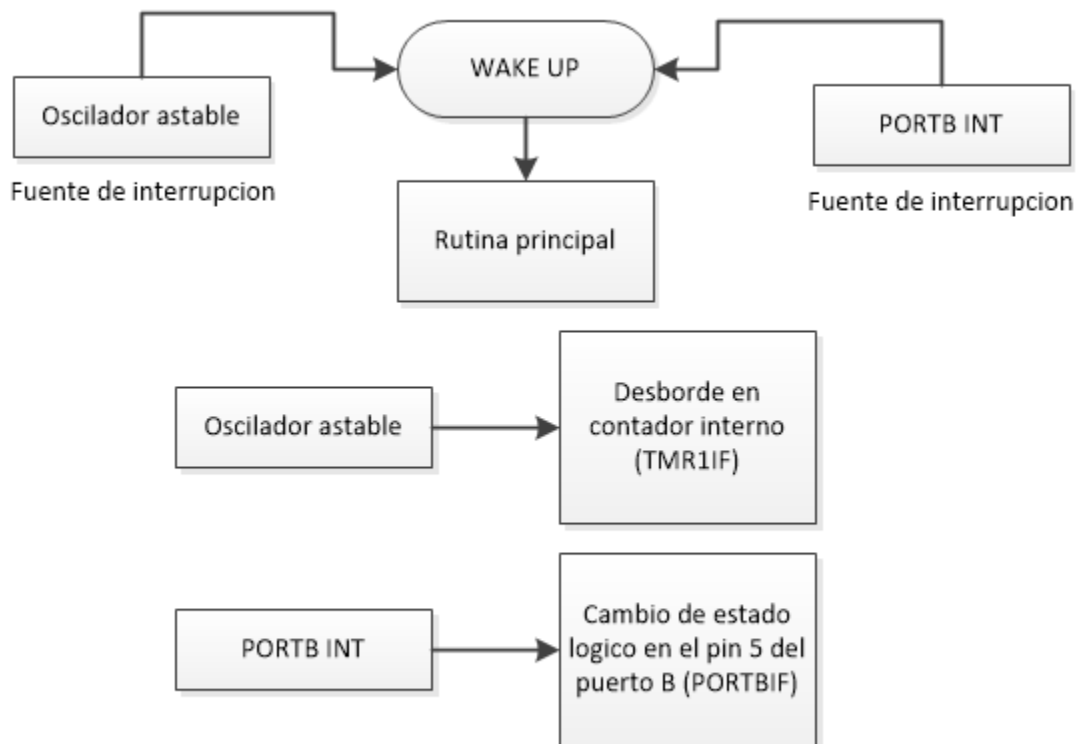 WAKE UP
Oscilador astable
PORTB INT
Fuente de interrupcion
Fuente de interrupcion
Rutina principal
Oscilador astable
Desborde en
contador interno
(TMR1IF)
PORTB INT
Cambio de estado
logico en el pin 5 del
puerto B (PORTBIF)